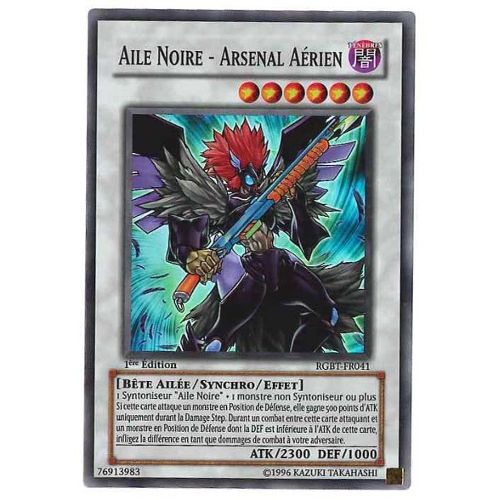 AILE NOIRE - ARSENAL AÉRIEN
TÉNÈBRES
闇
1ère Édition
RGBT-FR041
[BÊTE AILÉE/SYNCHRO/EFFET]
1 Syntoniseur "Aile Noire" + 1 monstre non Syntoniseur ou plus
Si cette carte attaque un monstre en Position de Défense, elle gagne 500 points d'ATK
uniquement durant la Damage Step. Durant un combat entre cette carte attaquant et
un monstre en Position de Défense dont la DEF est inférieure à l'ATK de cette carte,
infligez la différence en tant que dommages de combat à votre adversaire.
ATK/2300 DEF/1000
76913983
©1996 KAZUKI TAKAHASHI